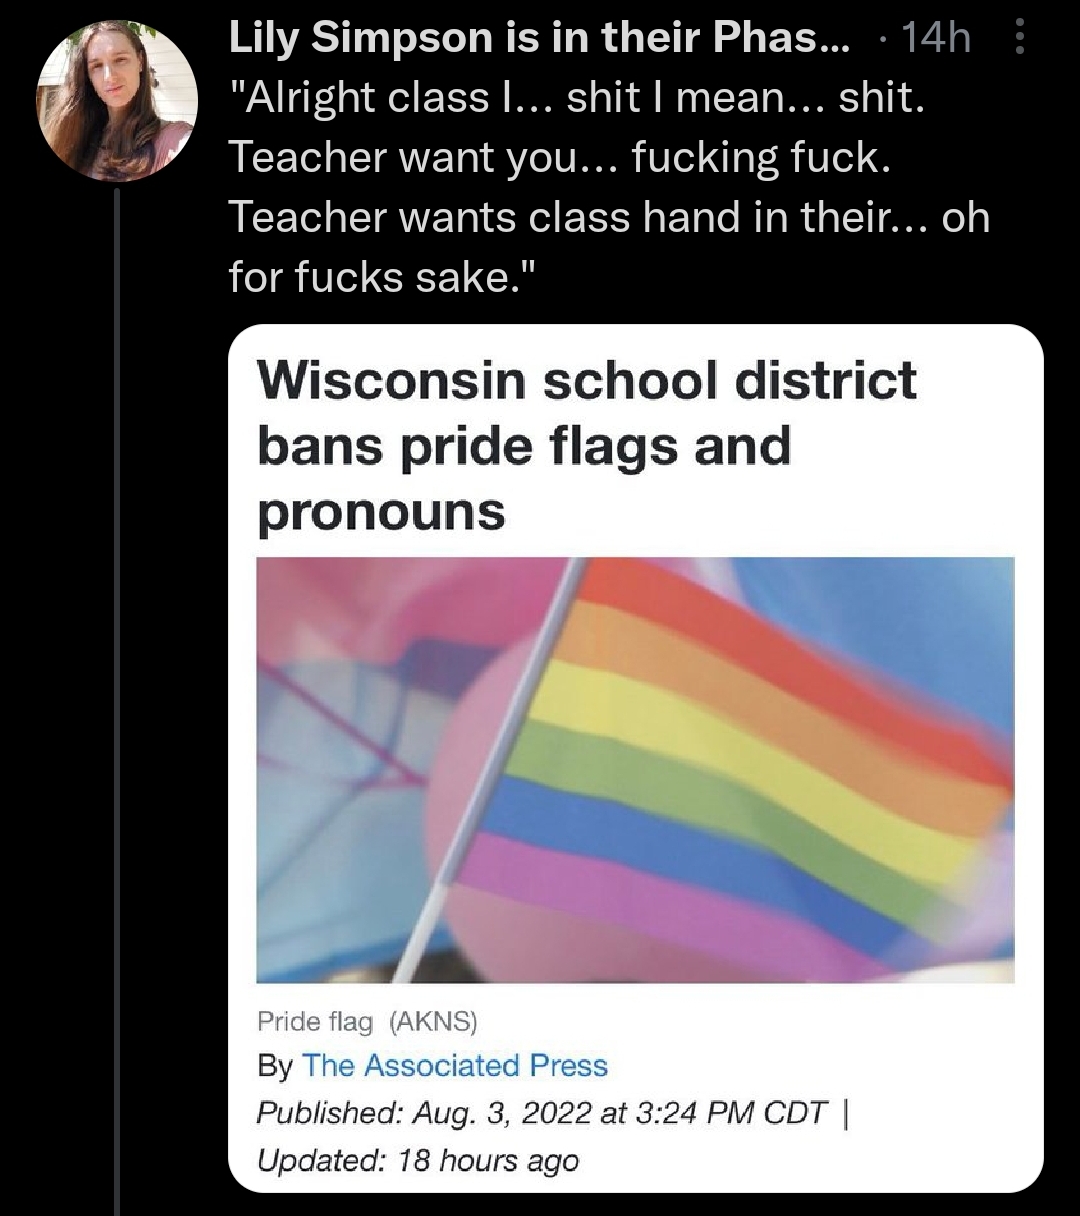 Lily Simpson is in their Phas... · 14h
"Alright class I... shit I mean... shit.
Teacher want you... fucking fuck.
Teacher wants class hand in their... oh
for fucks sake."
Wisconsin school district
bans pride flags and
pronouns
Pride flag (AKNS)
By The Associated Press
Published: Aug. 3, 2022 at 3:24 PM CDT |
Updated: 18 hours ago